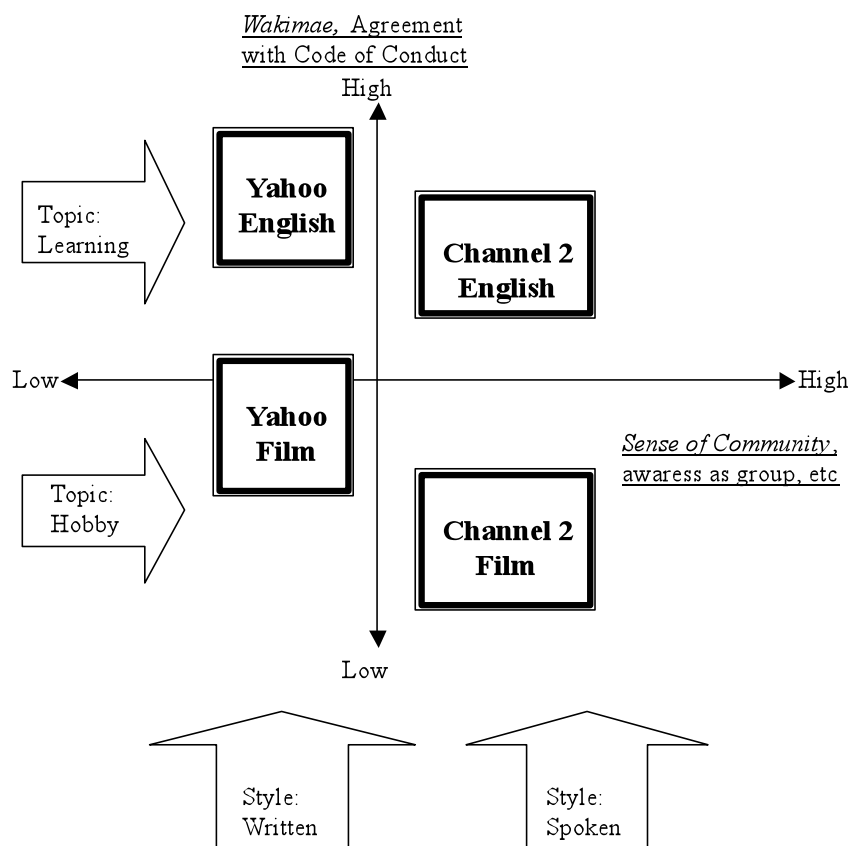 Wakimae, Agreement
with Code of Conduct
High
Yahoo
English
Topic:
Learning
Channel 2
English
Low
High
Yahoo
Film
Sense of Community,
awaress as group, etc
Topic:
Hobby
Channel 2
Film
Low
Style:
Written
Style:
Spoken